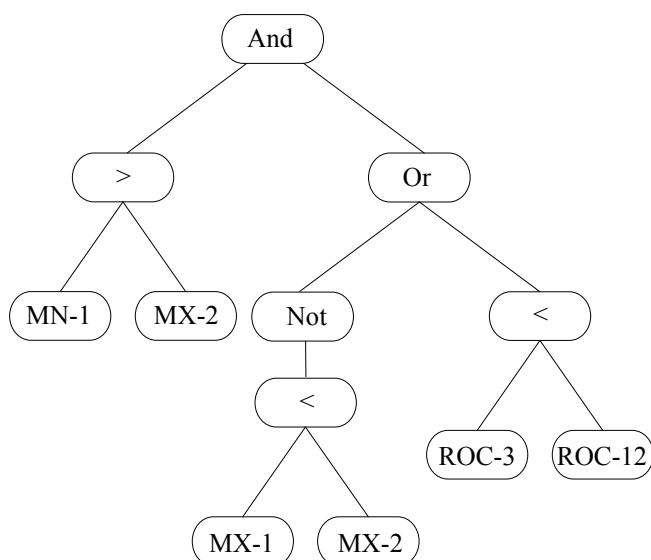 And
>
Or
MN-1
MX-2
Not
<
<
ROC-3
ROC-12
MX-1
MX-2